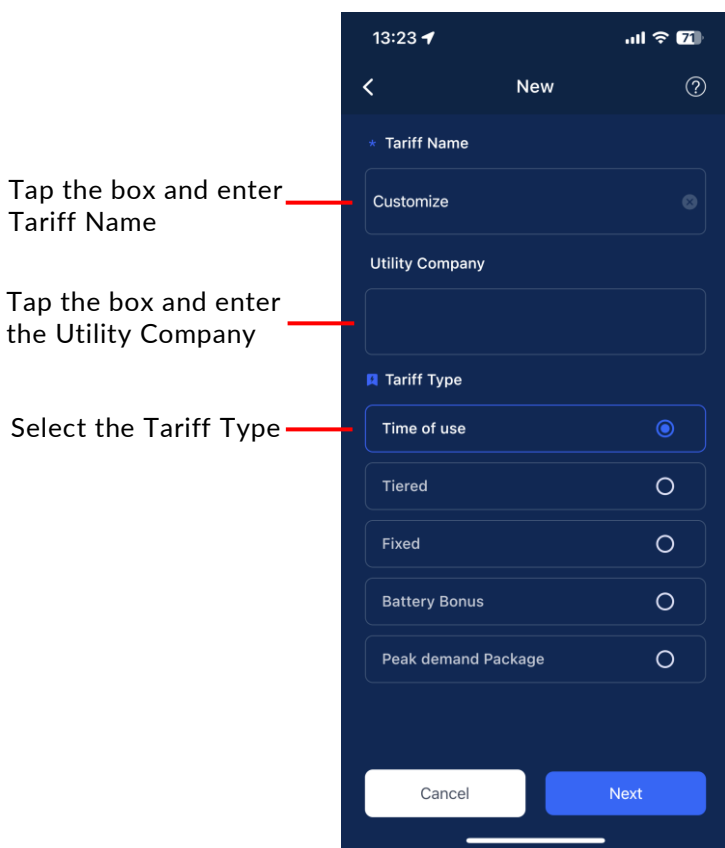 13:23
71
New
* Tariff Name
Tap the box and enter
Tariff Name
Customize
Utility Company
Tap the box and enter
the Utility Company
Tariff Type
Select the Tariff Type
Time of use
Tiered
Fixed
Battery Bonus
Peak demand Package
Cancel
Next